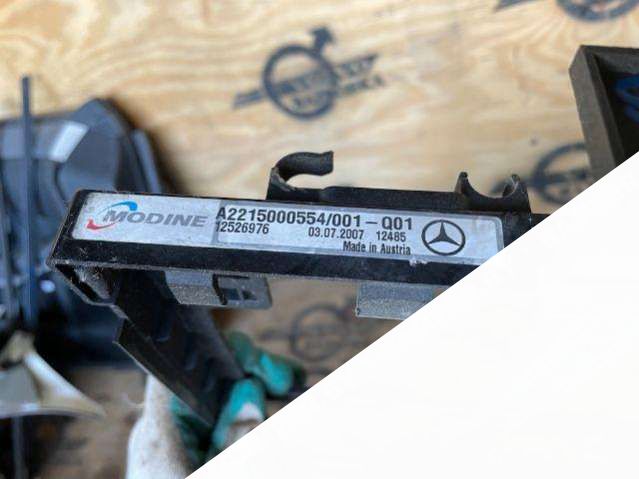 MODINE
A2215000554/001-Q01
12526976
03.07.2007 12485
Made in Austria